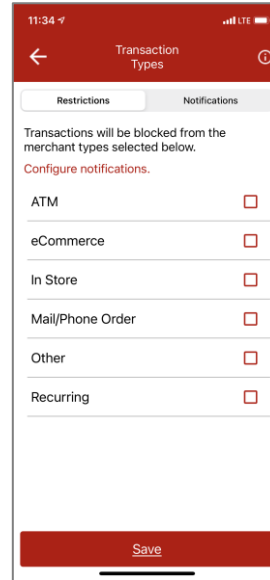 11:34
LTE
Transaction
Types
Restrictions
Notifications
Transactions will be blocked from the
merchant types selected below.
Configure notifications.
ATM
eCommerce
In Store
Mail/Phone Order
Other
Recurring
Save